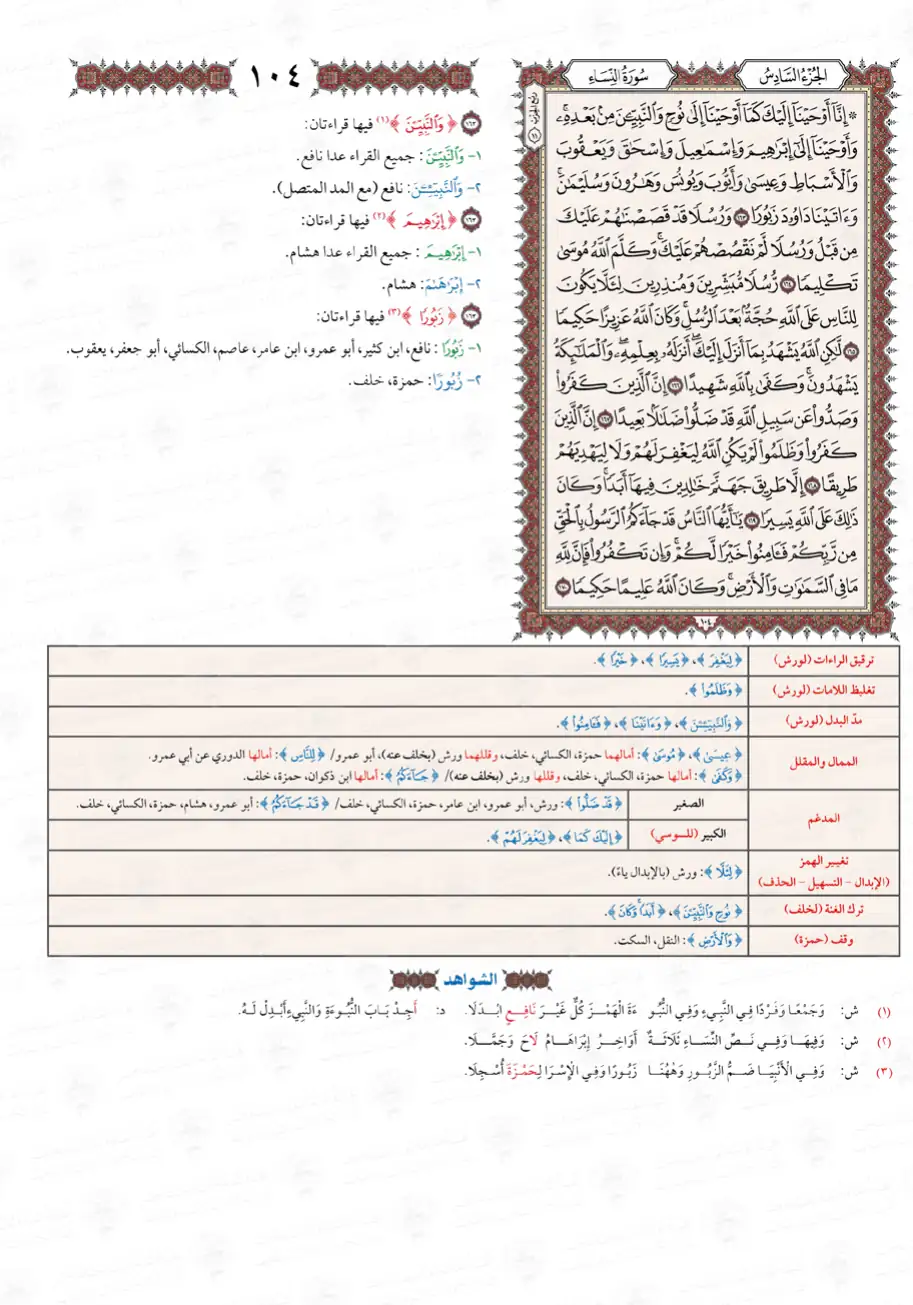 الجُزْءُ السَّادِسُ
سُورَةُ النِّسَاءِ
ربع الحزب
١١
* إِنَّآ أَوْحَيْنَآ إِلَيْكَ كَمَآ أَوْحَيْنَآ إِلَىٰ نُوحٍ وَٱلنَّبِيِّـۧنَ مِنۢ بَعْدِهِۦۚ
وَأَوْحَيْنَآ إِلَىٰٓ إِبْرَٰهِيمَ وَإِسْمَٰعِيلَ وَإِسْحَٰقَ وَيَعْقُوبَ
وَٱلْأَسْبَاطِ وَعِيسَىٰ وَأَيُّوبَ وَيُونُسَ وَهَٰرُونَ وَسُلَيْمَٰنَۚ
وَءَاتَيْنَا دَاوُۥدَ زَبُورًا ١٦٣ وَرُسُلًا قَدْ قَصَصْنَٰهُمْ عَلَيْكَ
مِن قَبْلُ وَرُسُلًا لَّمْ نَقْصُصْهُمْ عَلَيْكَۚ وَكَلَّمَ ٱللَّهُ مُوسَىٰ
تَكْلِيمًا ١٦٤ رُّسُلًا مُّبَشِّرِينَ وَمُنذِرِينَ لِئَلَّا يَكُونَ
لِلنَّاسِ عَلَى ٱللَّهِ حُجَّةٌۢ بَعْدَ ٱلرُّسُلِۚ وَكَانَ ٱللَّهُ عَزِيزًا حَكِيمًا
١٦٥ لَّٰكِنِ ٱللَّهُ يَشْهَدُ بِمَآ أَنزَلَ إِلَيْكَۖ أَنزَلَهُۥ بِعِلْمِهِۦۖ وَٱلْمَلَٰٓئِكَةُ
يَشْهَدُونَۚ وَكَفَىٰ بِٱللَّهِ شَهِيدًا ١٦٦ إِنَّ ٱلَّذِينَ كَفَرُوا۟
وَصَدُّوا۟ عَن سَبِيلِ ٱللَّهِ قَدْ ضَلُّوا۟ ضَلَٰلًۢا بَعِيدًا ١٦٧ إِنَّ ٱلَّذِينَ
كَفَرُوا۟ وَظَلَمُوا۟ لَمْ يَكُنِ ٱللَّهُ لِيَغْفِرَ لَهُمْ وَلَا لِيَهْدِيَهُمْ
طَرِيقًا ١٦٨ إِلَّا طَرِيقَ جَهَنَّمَ خَٰلِدِينَ فِيهَآ أَبَدًاۚ وَكَانَ
ذَٰلِكَ عَلَى ٱللَّهِ يَسِيرًا ١٦٩ يَٰٓأَيُّهَا ٱلنَّاسُ قَدْ جَآءَكُمُ ٱلرَّسُولُ بِٱلْحَقِّ
مِن رَّبِّكُمْ فَـَٔامِنُوا۟ خَيْرًا لَّكُمْۚ وَإِن تَكْفُرُوا۟ فَإِنَّ لِلَّهِ
مَا فِى ٱلسَّمَٰوَٰتِ وَٱلْأَرْضِۚ وَكَانَ ٱللَّهُ عَلِيمًا حَكِيمًا ١٧٠
١٠٤
١٠٤
١٦٣ ﴿ وَٱلنَّبِيِّـۧنَ ﴾(١) فيها قراءتان:
١- وَٱلنَّبِيِّـۧنَ: جميع القراء عدا نافع.
٢- وَٱلنَّبِيٓـِٔينَ: نافع (مع المد المتصل).
١٦٣ ﴿ إِبْرَٰهِيمَ ﴾(٢) فيها قراءتان:
١- إِبْرَٰهِيمَ: جميع القراء عدا هشام.
٢- إِبْرَٰهَٰمَ: هشام.
١٦٣ ﴿ زَبُورًا ﴾(٣) فيها قراءتان:
١- زَبُورًا: نافع، ابن كثير، أبو عمرو، ابن عامر، عاصم، الكسائي، أبو جعفر، يعقوب.
٢- زُبُورًا: حمزة، خلف.
ترقيق الراءات (لورش) ﴿ لِيَغْفِرَ ﴾، ﴿ يَسِيرًا ﴾، ﴿ خَيْرًا ﴾.
تغليظ اللامات (لورش) ﴿ وَظَلَمُوا۟ ﴾.
مدّ البدل (لورش) ﴿ وَٱلنَّبِيٓـِٔينَ ﴾، ﴿ وَءَاتَيْنَا ﴾، ﴿ فَـَٔامِنُوا۟ ﴾.
الممال والمقلل ﴿ عِيسَىٰ ﴾، ﴿ مُوسَىٰ ﴾: أمالهما حمزة، الكسائي، خلف، وقللهما ورش (بخلف عنه)، أبو عمرو/ ﴿ لِلنَّاسِ ﴾: أمالها الدوري عن أبي عمرو.
﴿ وَكَفَىٰ ﴾: أمالها حمزة، الكسائي، خلف، وقللها ورش (بخلف عنه)/ ﴿ جَآءَكُمُ ﴾: أمالها ابن ذكوان، حمزة، خلف.
المدغم الصغير ﴿ قَد ضَّلُّوا۟ ﴾: ورش، أبو عمرو، ابن عامر، حمزة، الكسائي، خلف/ ﴿ قَد جَّآءَكُمُ ﴾: أبو عمرو، هشام، حمزة، الكسائي، خلف.
الكبير (للسوسي) ﴿ إِلَيْكَ كَمَآ ﴾، ﴿ لِيَغْفِرَ لَهُمْ ﴾.
تغيير الهمز
(الإبدال - التسهيل - الحذف) ﴿ لِئَلَّا ﴾: ورش (بالإبدال ياءً).
ترك الغنة (لخلف) ﴿ نُوحٍ وَٱلنَّبِيِّـۧنَ ﴾، ﴿ أَبَدًاۚ وَكَانَ ﴾.
وقف (حمزة) ﴿ وَٱلْأَرْضِ ﴾: النقل، السكت.
الشواهد
(١) ش: وَجَمْعًا وَفَرْدًا فِي النَّبِيءِ وَفِي النُّبُو ءَةِ الْهَمْزَ كُلٌّ غَيْرَ نَافِعٍ ابْدَلَا. د: أَجِدْ بَابَ النُّبُوءَةِ وَالنَّبِيءِ أَبْدِلْ لَهُ.
(٢) ش: وَفِيهَا وَفِي نَصِّ النِّسَاءِ ثَلَاثَةٌ أَوَاخِرُ إِبْرَاهَامُ لَاحَ وَجَمَّلَا.
(٣) ش: وَفِي الْأَنْبِيَا ضَمُّ الزَّبُورِ وَهَٰهُنَا زَبُورًا وَفِي الْإِسْرَا لِحَمْزَةَ أُسْجِلَا.